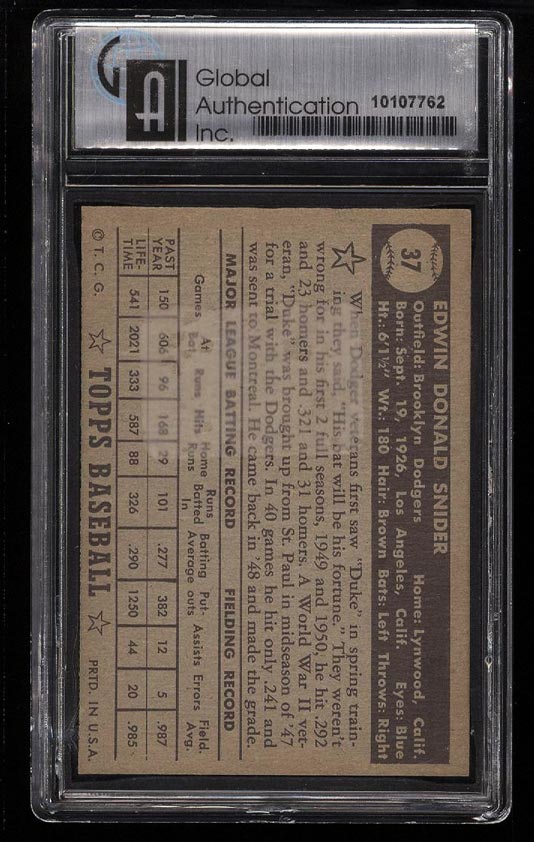 Global
Authentication
Inc.
10107762
GA
37
EDWIN DONALD SNIDER
Outfield: Brooklyn Dodgers Home: Lynwood, Calif.
Born: Sept. 19, 1926, Los Angeles, Calif. Eyes: Blue
Ht.: 6'1½" Wt.: 180 Hair: Brown Bats: Left Throws: Right
When Dodger veterans first saw "Duke" in spring train-
ing they said, "His bat will be his fortune." They weren't
wrong for in his first 2 full seasons, 1949 and 1950, he hit .292
and 23 homers and .321 and 31 homers. A World War II vet-
eran, "Duke" was brought up from St. Paul in midseason of '47
for a trial with the Dodgers. In 40 games he hit only .241 and
was sent to Montreal. He came back in '48 and made the grade.
MAJOR LEAGUE BATTING RECORD FIELDING RECORD
Games At Bat Runs Hits Home Runs Runs Batted In Batting Average Put-outs Assists Errors Field. Avg.
PAST YEAR 150 606 96 168 29 101 .277 382 12 5 .987
LIFE-TIME 541 2021 333 587 88 326 .290 1250 44 20 .985
© T. C. G. TOPPS BASEBALL PRTD. IN U.S.A.